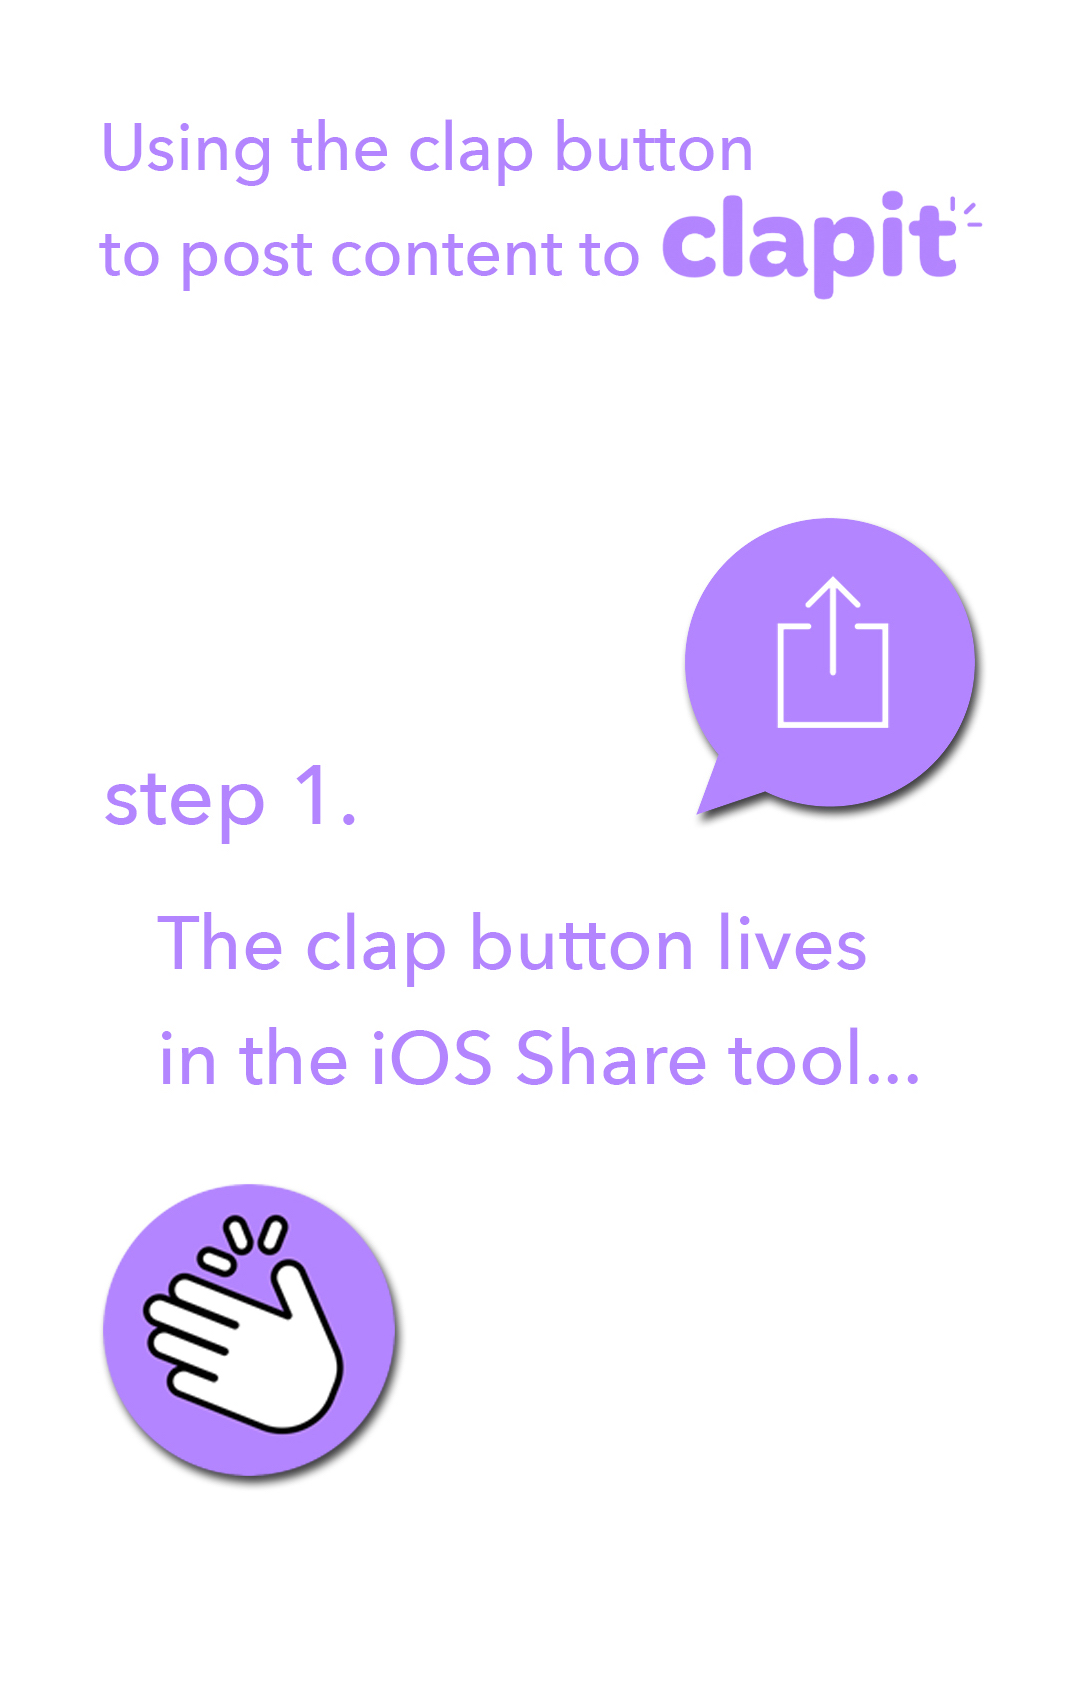 Using the clap button
to post content to clapit
step 1.
The clap button lives
in the iOS Share tool...